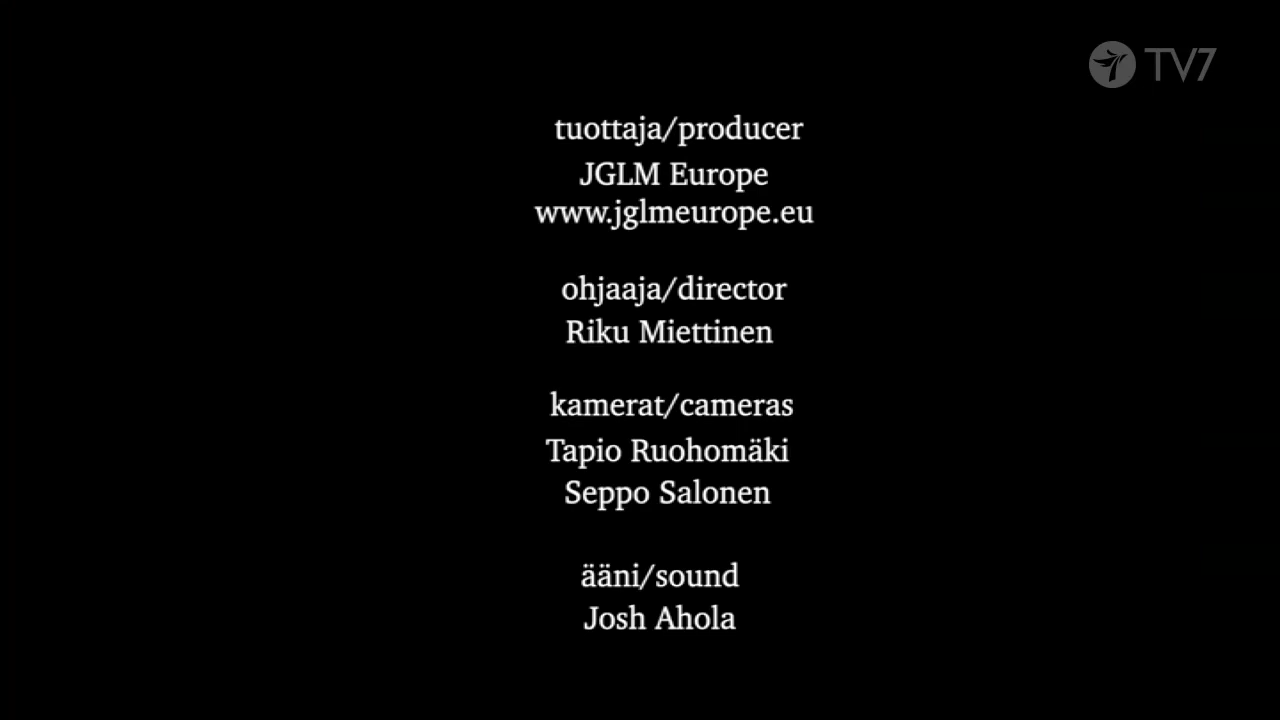 TV7
tuottaja/producer
JGLM Europe
www.jglmeurope.eu
ohjaaja/director
Riku Miettinen
kamerat/cameras
Tapio Ruohomäki
Seppo Salonen
ääni/sound
Josh Ahola